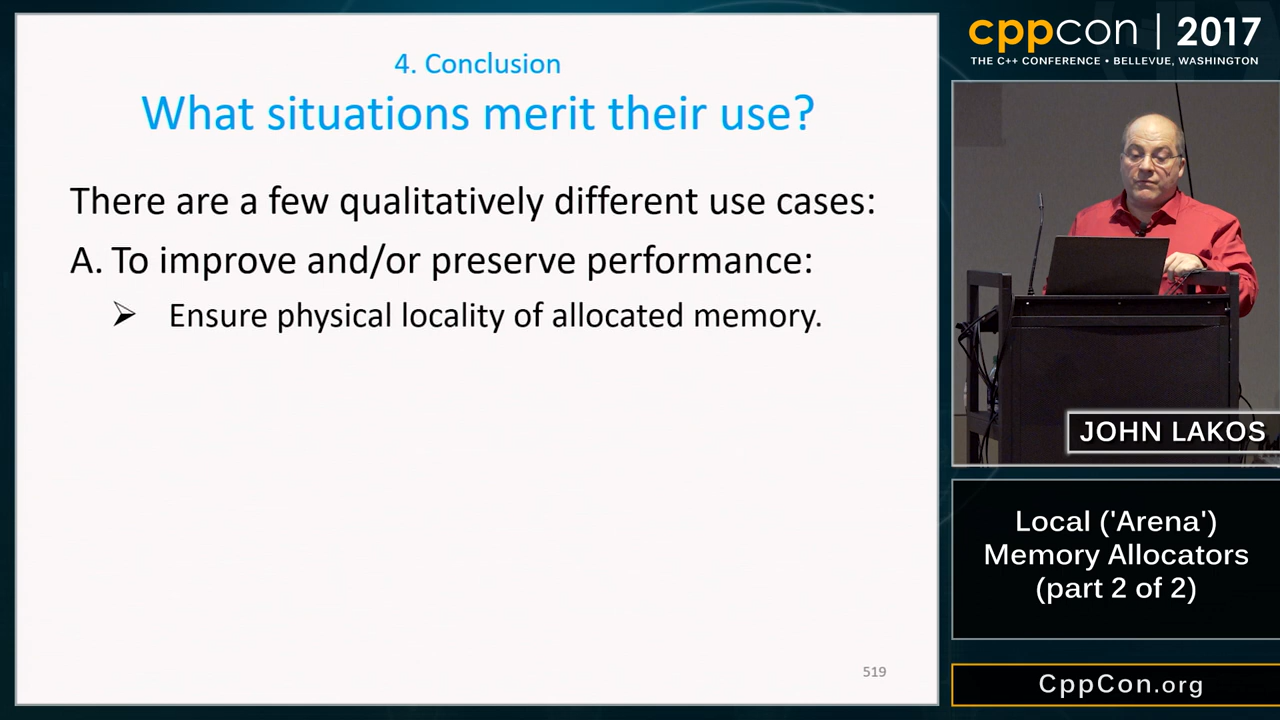 4. Conclusion
What situations merit their use?
There are a few qualitatively different use cases:
A. To improve and/or preserve performance:
➢ Ensure physical locality of allocated memory.
519
cppcon | 2017
THE C++ CONFERENCE • BELLEVUE, WASHINGTON
JOHN LAKOS
Local ('Arena')
Memory Allocators
(part 2 of 2)
CppCon.org